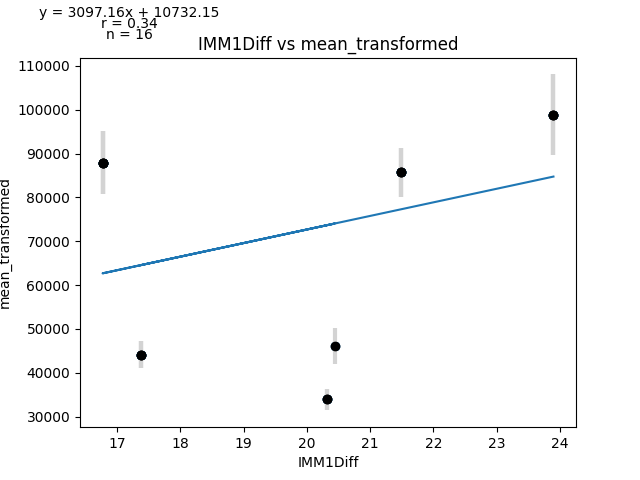 y = 3097.16x + 10732.15
r = 0.34
n = 16
IMM1Diff vs mean_transformed
110000
100000
90000
80000
70000
60000
50000
40000
30000
mean_transformed
17 18 19 20 21 22 23 24
IMM1Diff